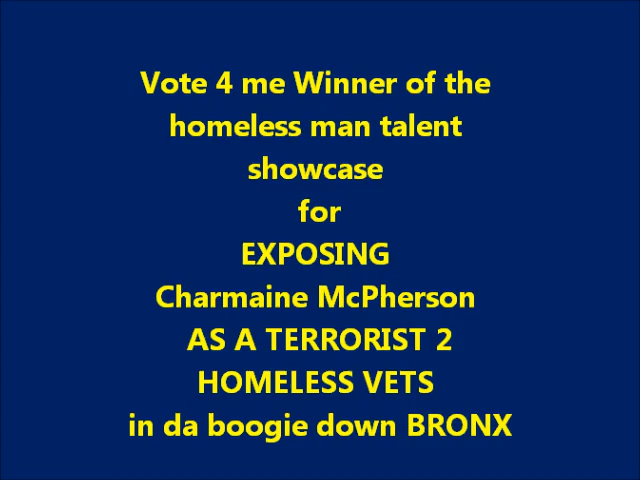 Vote 4 me Winner of the
homeless man talent
showcase
for
EXPOSING
Charmaine McPherson
AS A TERRORIST 2
HOMELESS VETS
in da boogie down BRONX